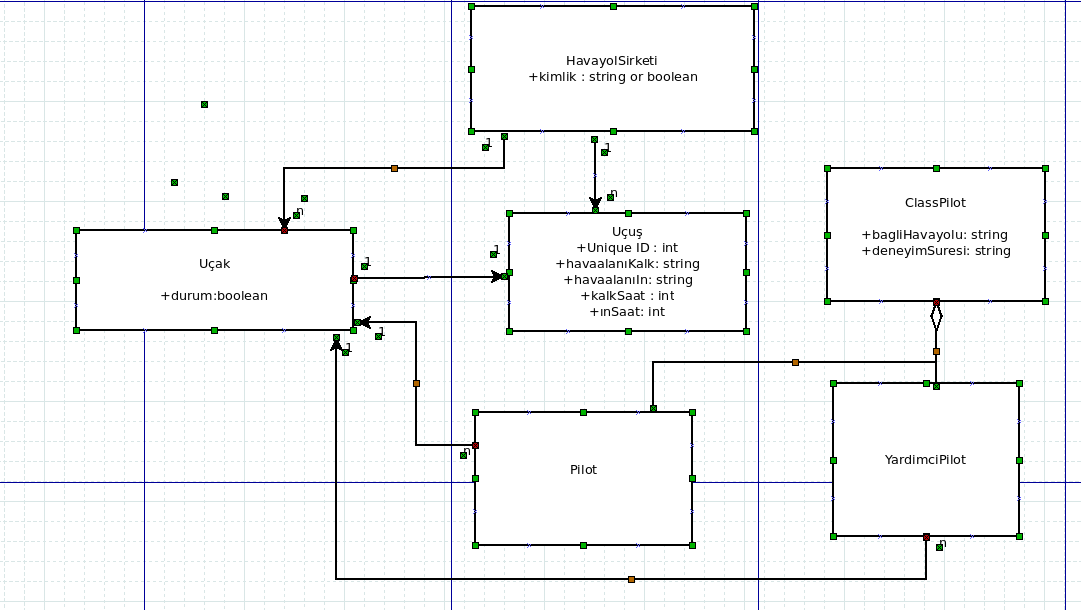 HavayolSirketi
+kimlik : string or boolean
1
1
n
n
ClassPilot
+bagliHavayolu: string
+deneyimSuresi: string
Uçuş
+Unique ID : int
+havaalanıKalk: string
+havaalanıIn: string
+kalkSaat : int
+ınSaat: int
Uçak
+durum:boolean
1
1
1
1
n
Pilot
YardimciPilot
n